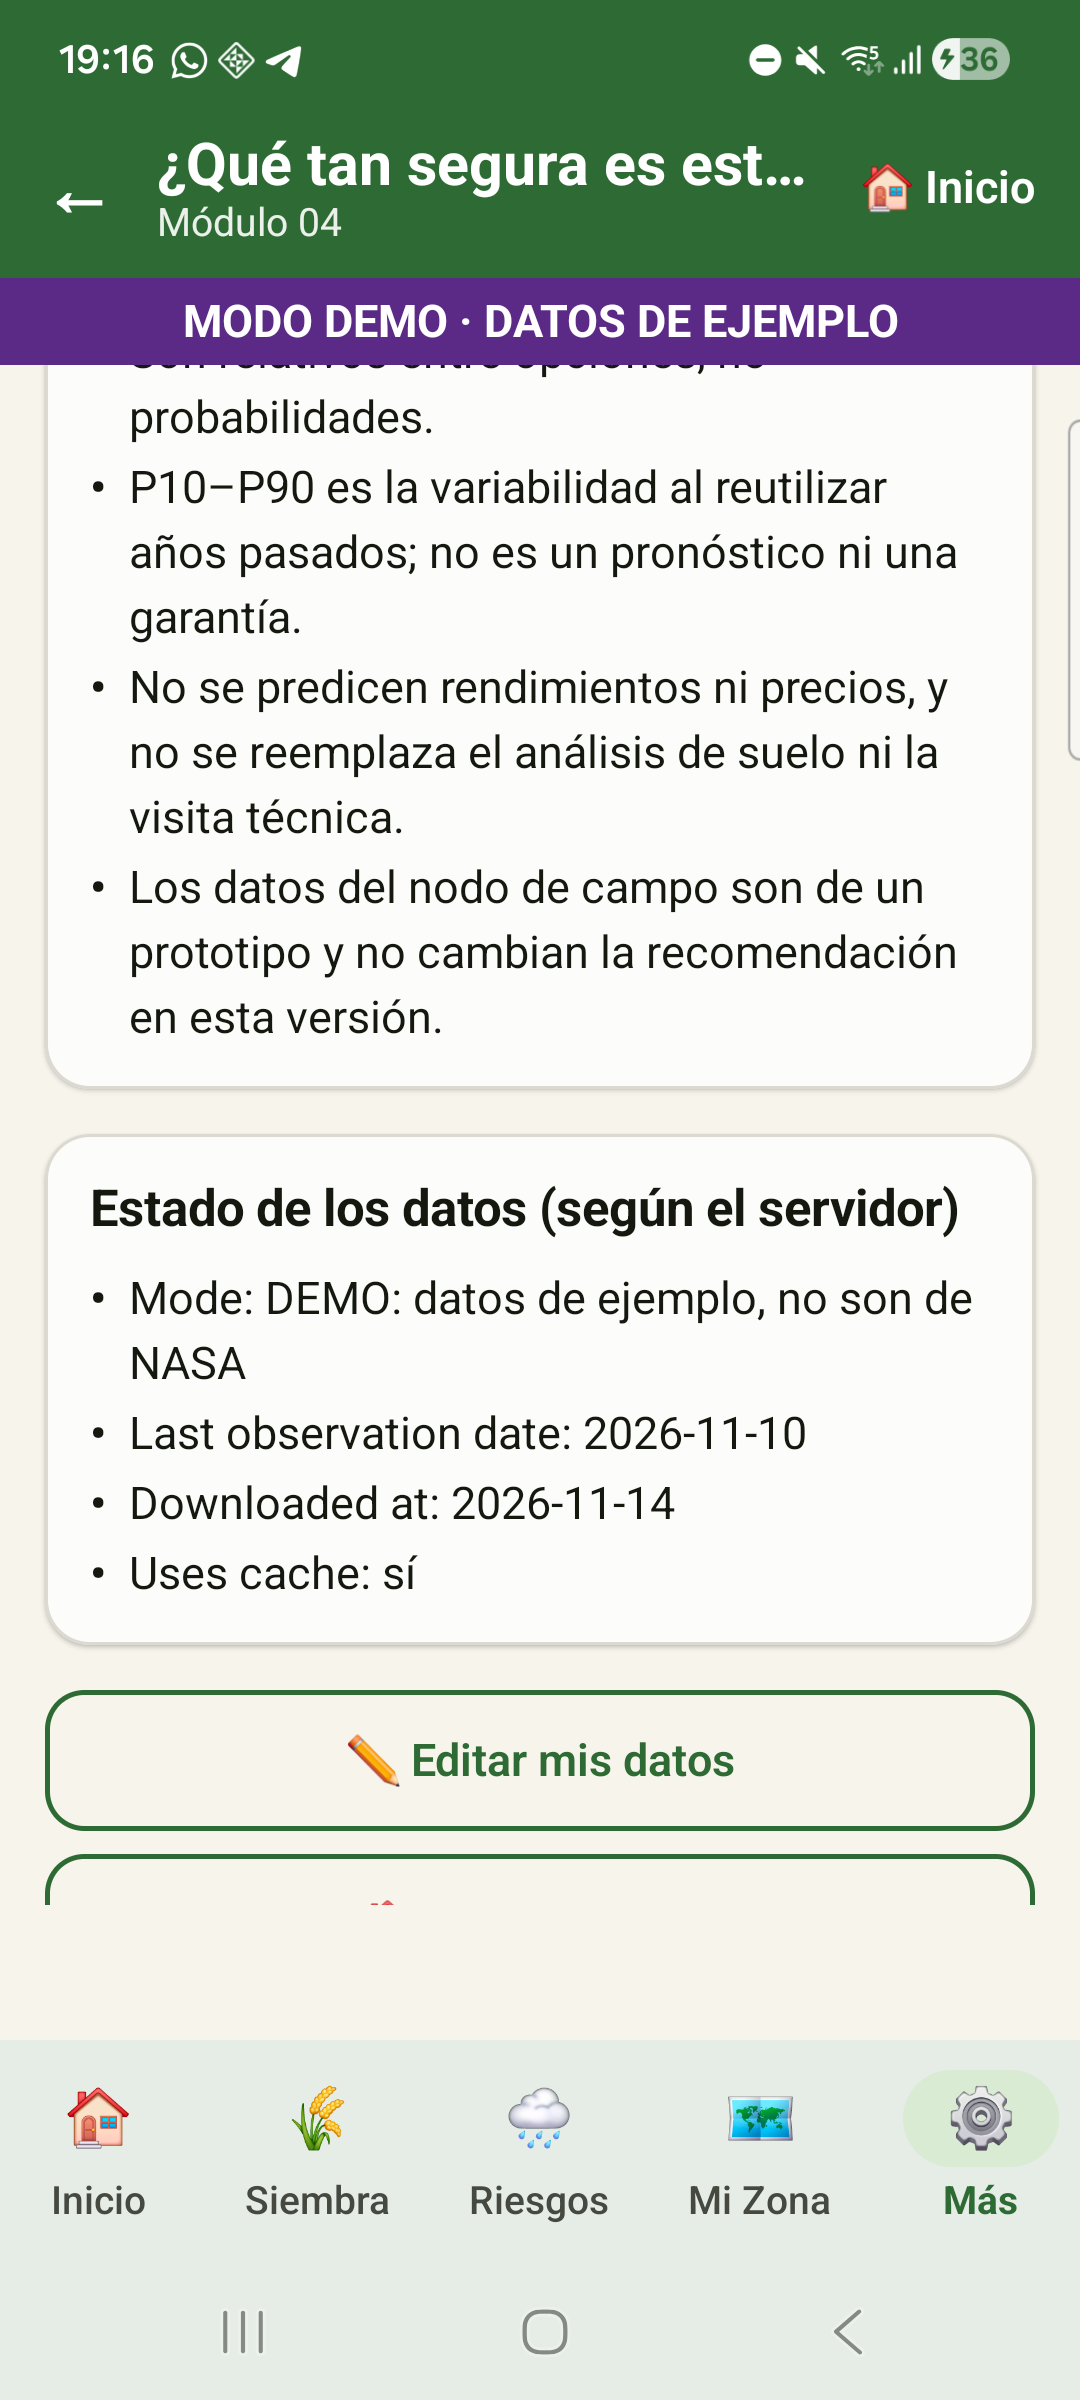 19:16
36
¿Qué tan segura es est...
Módulo 04
🏠 Inicio
MODO DEMO · DATOS DE EJEMPLO
probabilidades.
• P10–P90 es la variabilidad al reutilizar
años pasados; no es un pronóstico ni una
garantía.
• No se predicen rendimientos ni precios, y
no se reemplaza el análisis de suelo ni la
visita técnica.
• Los datos del nodo de campo son de un
prototipo y no cambian la recomendación
en esta versión.
Estado de los datos (según el servidor)
• Mode: DEMO: datos de ejemplo, no son de
NASA
• Last observation date: 2026-11-10
• Downloaded at: 2026-11-14
• Uses cache: sí
✏️ Editar mis datos
Inicio
Siembra
Riesgos
Mi Zona
Más